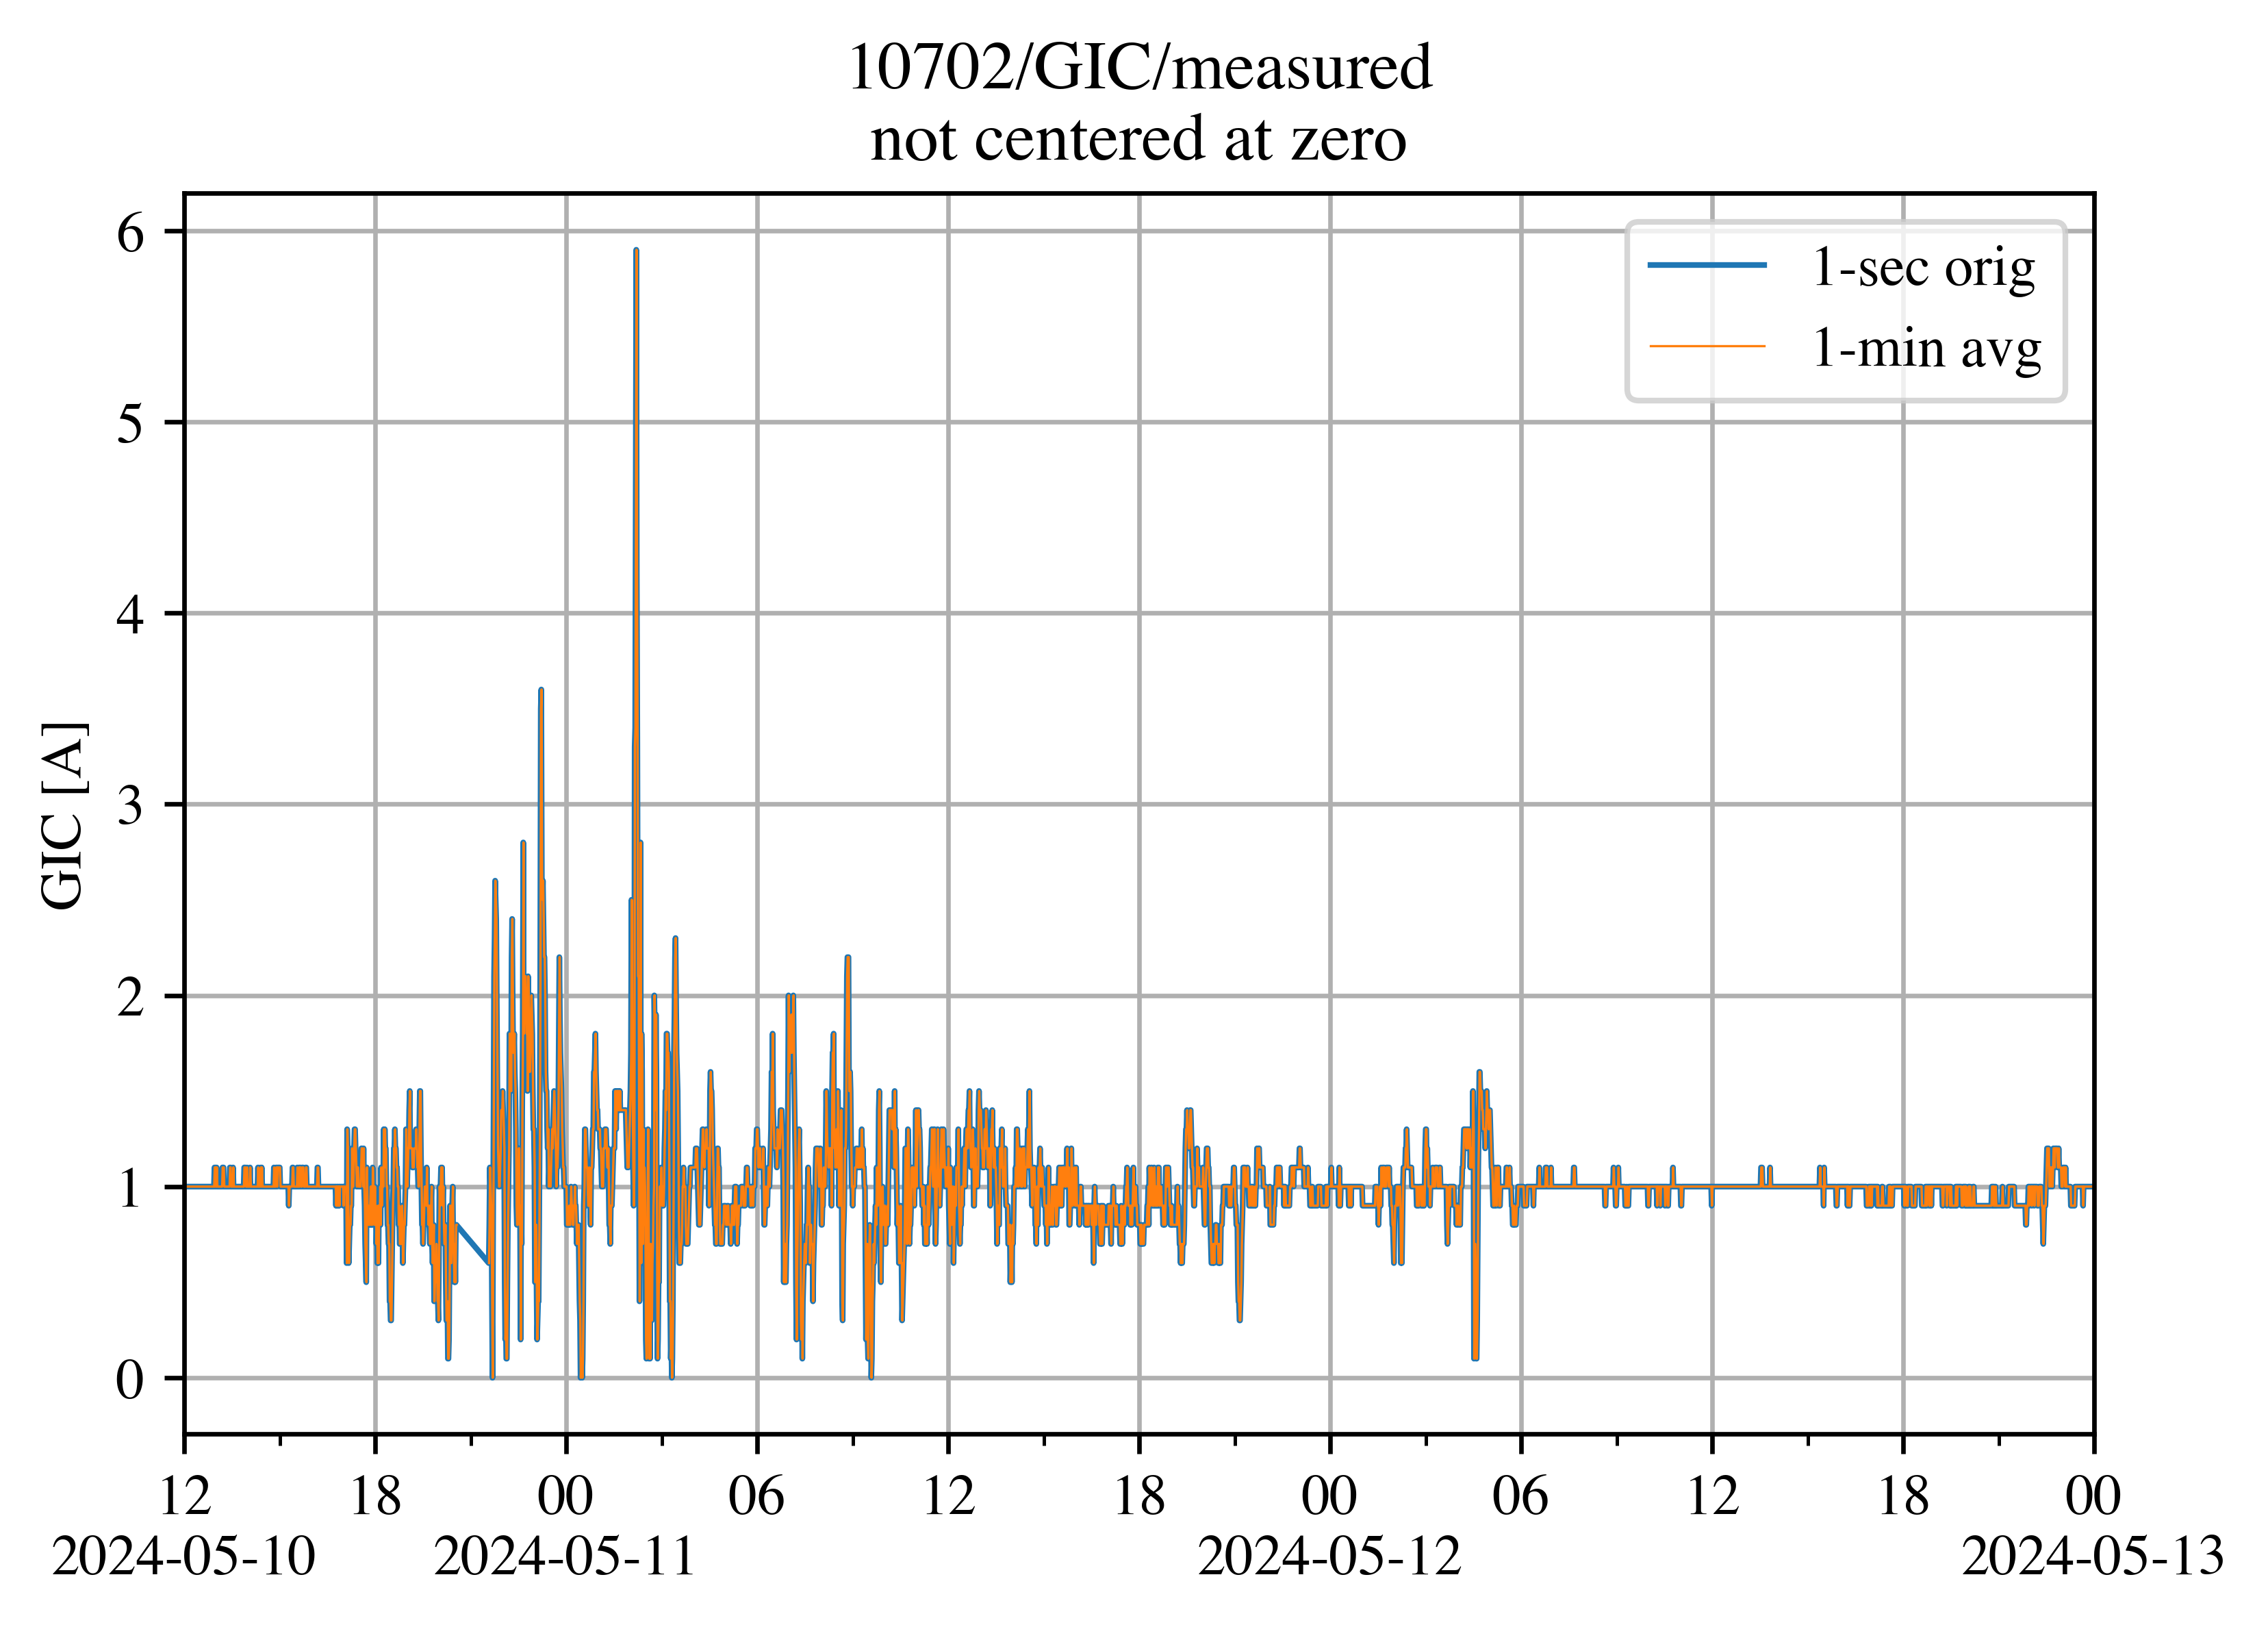 10702/GIC/measured
not centered at zero
1-sec orig
1-min avg
GIC [A]
6
5
4
3
2
1
0
12 18 00 06 12 18 00 06 12 18 00
2024-05-10 2024-05-11 2024-05-12 2024-05-13